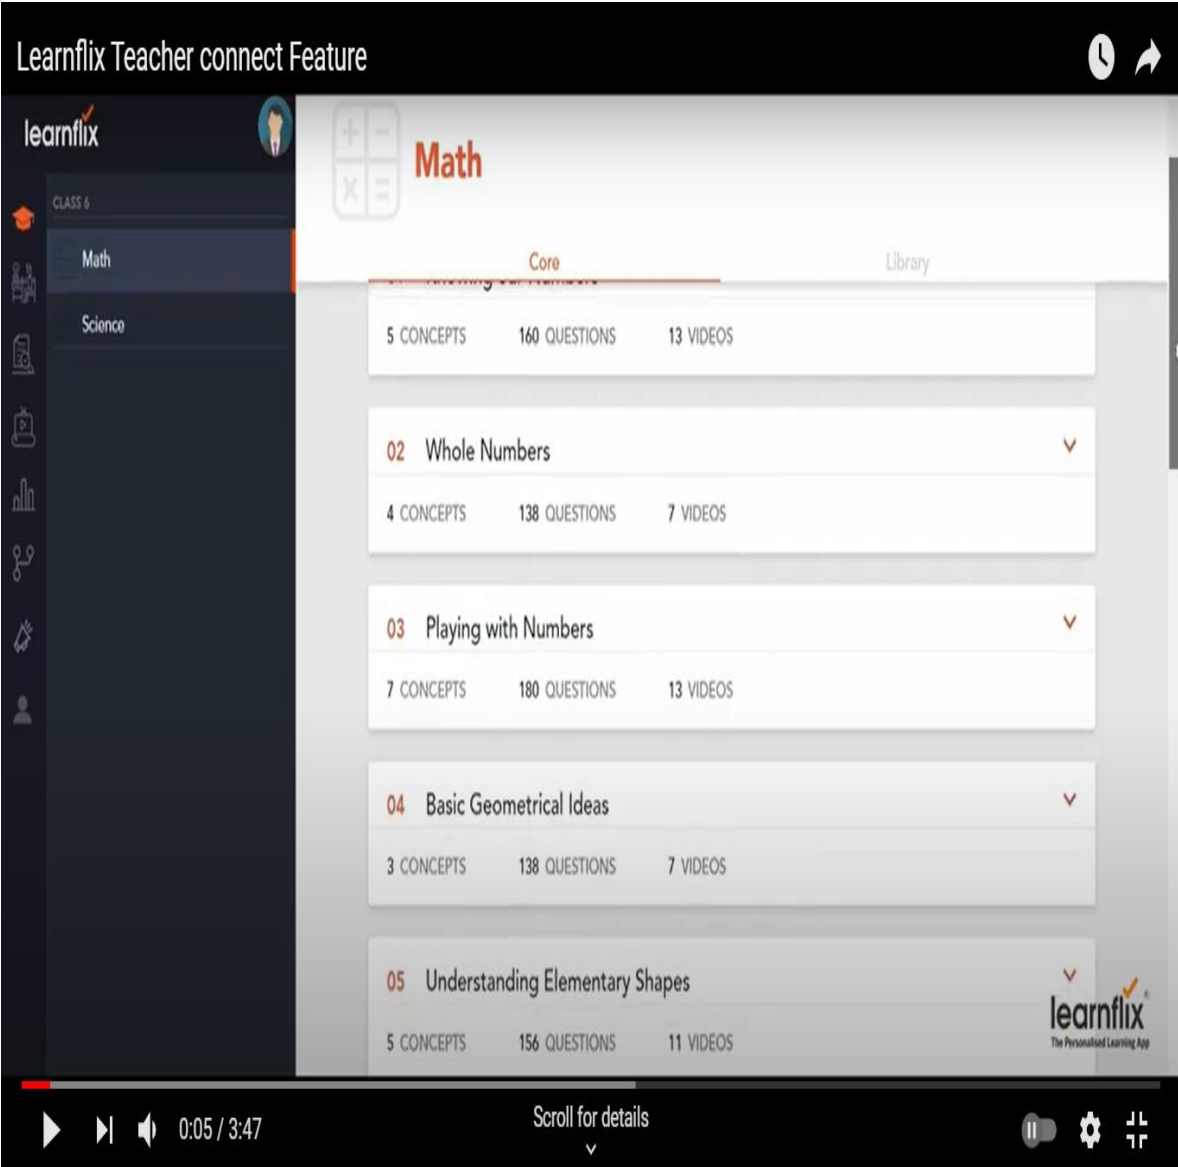 Learnflix Teacher connect Feature
learnflix
CLASS 6
Math
Science
Math
Core Library
5 CONCEPTS 160 QUESTIONS 13 VIDEOS
02 Whole Numbers
4 CONCEPTS 138 QUESTIONS 7 VIDEOS
03 Playing with Numbers
7 CONCEPTS 180 QUESTIONS 13 VIDEOS
04 Basic Geometrical Ideas
3 CONCEPTS 138 QUESTIONS 7 VIDEOS
05 Understanding Elementary Shapes
5 CONCEPTS 156 QUESTIONS 11 VIDEOS
learnflix
The Personalised Learning App
0:05 / 3:47
Scroll for details